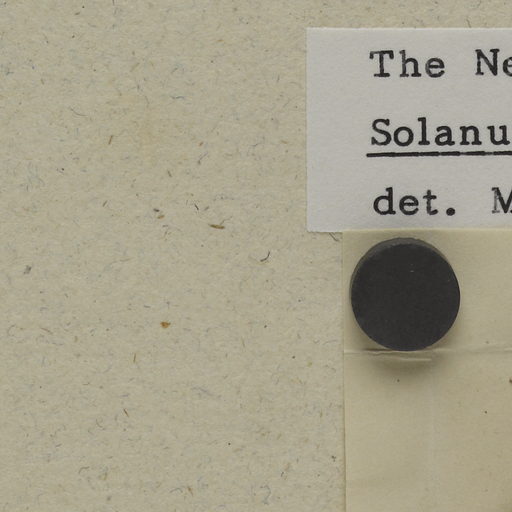 The Ne
Solanu
det. M